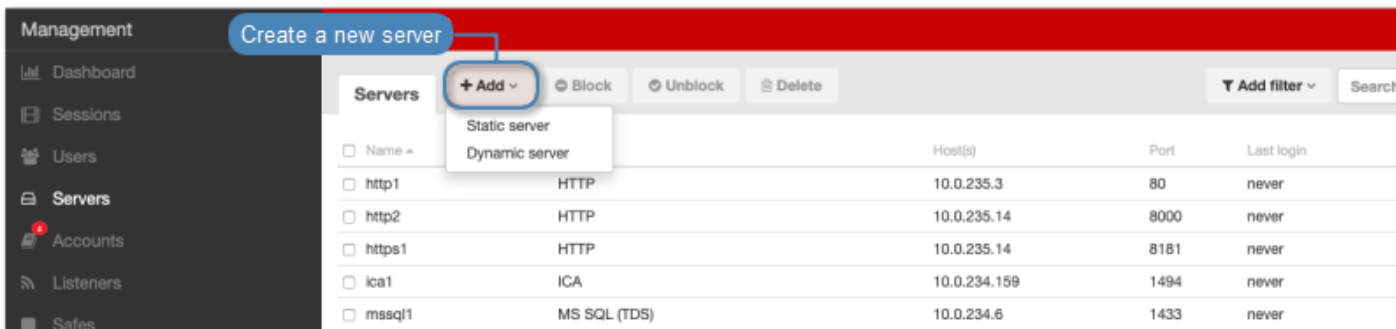 Management
Create a new server
Dashboard
Servers
+ Add
Block
Unblock
Delete
Add filter
Search
Sessions
Static server
Dynamic server
Users
Name
Host(s)
Port
Last login
http1 HTTP 10.0.235.3 80 never
Servers
http2 HTTP 10.0.235.14 8000 never
4
Accounts
https1 HTTP 10.0.235.14 8181 never
Listeners
ica1 ICA 10.0.234.159 1494 never
Safes
mssql1 MS SQL (TDS) 10.0.234.6 1433 never